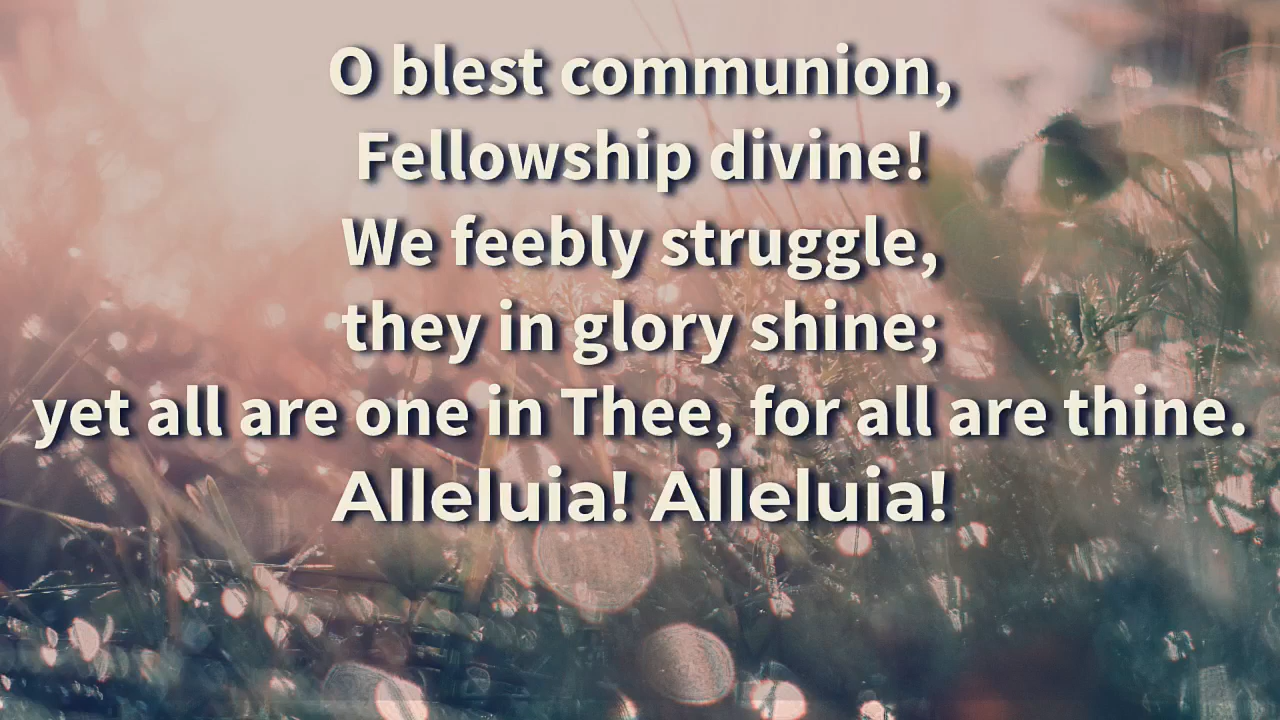 O blest communion,
Fellowship divine!
We feebly struggle,
they in glory shine;
yet all are one in Thee, for all are thine.
Alleluia! Alleluia!